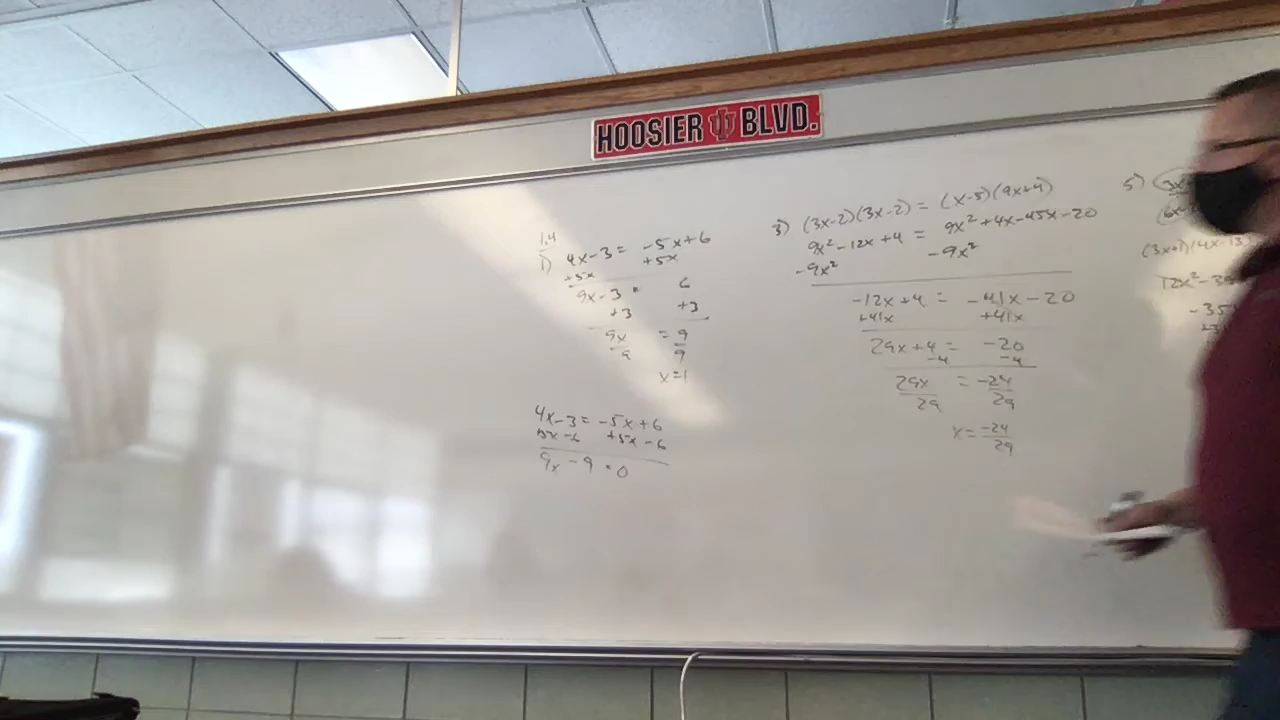 HOOSIER BLVD.
1.4
1) 4x-3 = -5x+6
+5x +5x
9x-3 = 6
+3 +3
9x = 9
9 9
x=1
4x-3 = -5x+6
+5x-6 +5x-6
9x-9=0
3) (3x-2)(3x-2) = (x-5)(9x+4)
9x²-12x+4 = 9x²+4x-45x-20
-9x² -9x²
-12x+4 = -41x-20
+41x +41x
29x+4 = -20
-4 -4
29x = -24
29 29
x = -24
29
5)
12x²
-35